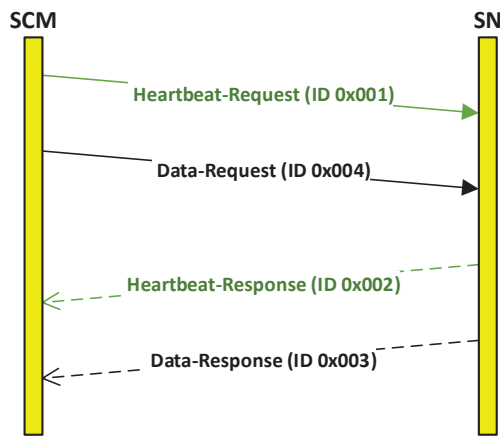 SCM
SN
Heartbeat-Request (ID 0x001)
Data-Request (ID 0x004)
Heartbeat-Response (ID 0x002)
Data-Response (ID 0x003)